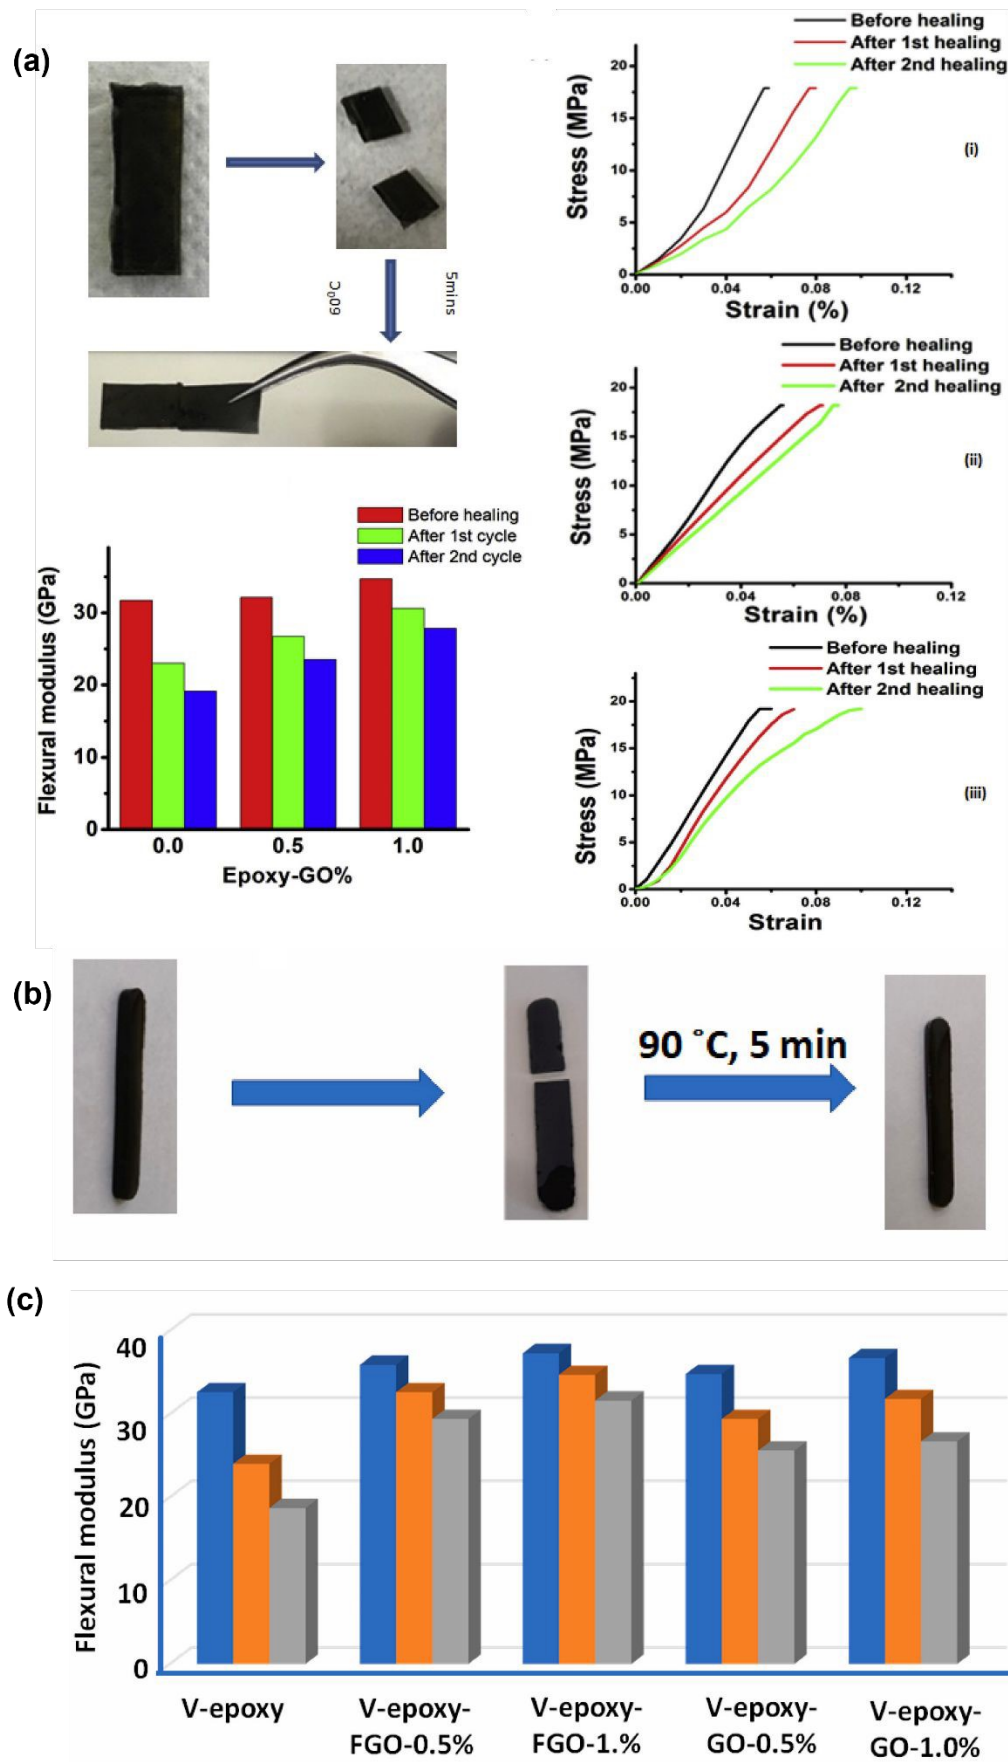 (a)
5mins
60⁰C
Flexural modulus (GPa)
Before healing
After 1st cycle
After 2nd cycle
30
20
10
0
0.0 0.5 1.0
Epoxy-GO%
Before healing
After 1st healing
After 2nd healing
Stress (MPa)
20
15
10
5
0
0.00 0.04 0.08 0.12
Strain (%)
(i)
Before healing
After 1st healing
After 2nd healing
Stress (MPa)
20
15
10
5
0
0.00 0.04 0.08 0.12
Strain (%)
(ii)
Before healing
After 1st healing
After 2nd healing
Stress (MPa)
20
15
10
5
0
0.00 0.04 0.08 0.12
Strain
(iii)
(b)
90 ˚C, 5 min
(c)
Flexural modulus (GPa)
40
30
20
10
0
V-epoxy
V-epoxy-
FGO-0.5%
V-epoxy-
FGO-1.%
V-epoxy-
GO-0.5%
V-epoxy-
GO-1.0%